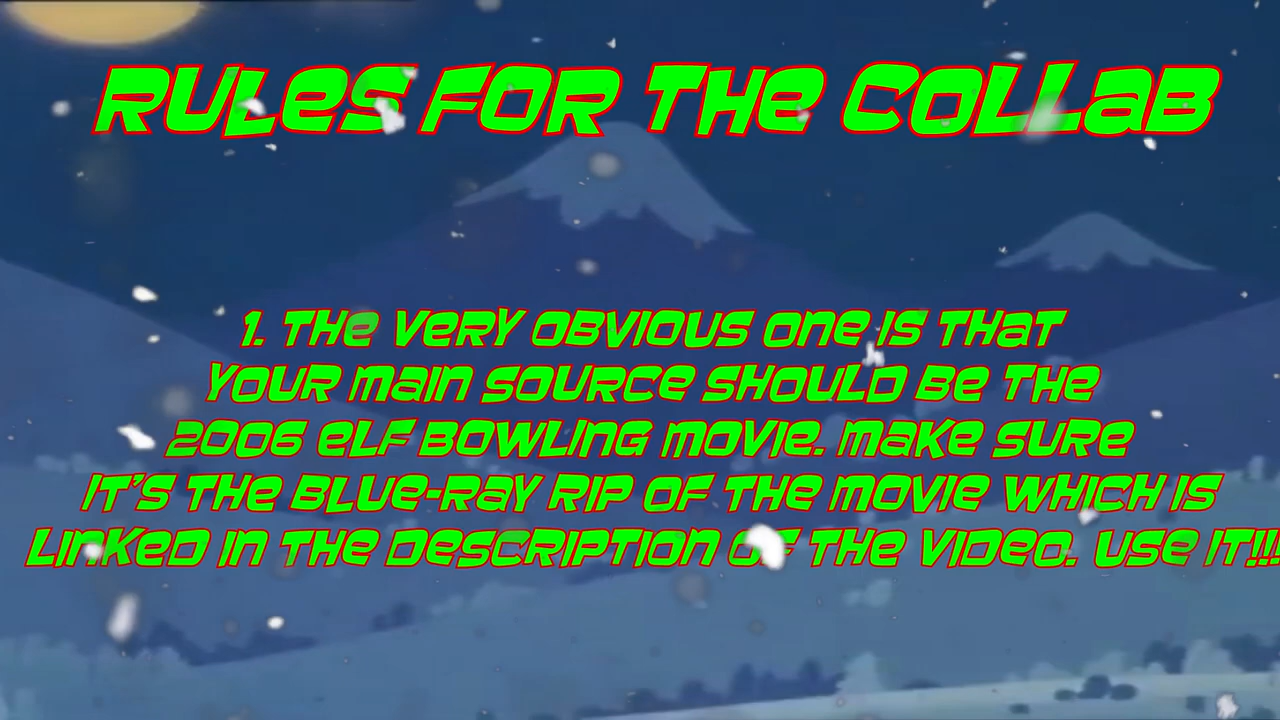 RULES FOR THE COLLAB
1. THE VERY OBVIOUS ONE IS THAT
YOUR MAIN SOURCE SHOULD BE THE
2006 ELF BOWLING MOVIE. MAKE SURE
IT'S THE BLUE-RAY RIP OF THE MOVIE WHICH IS
LINKED IN THE DESCRIPTION OF THE VIDEO. USE IT!!!